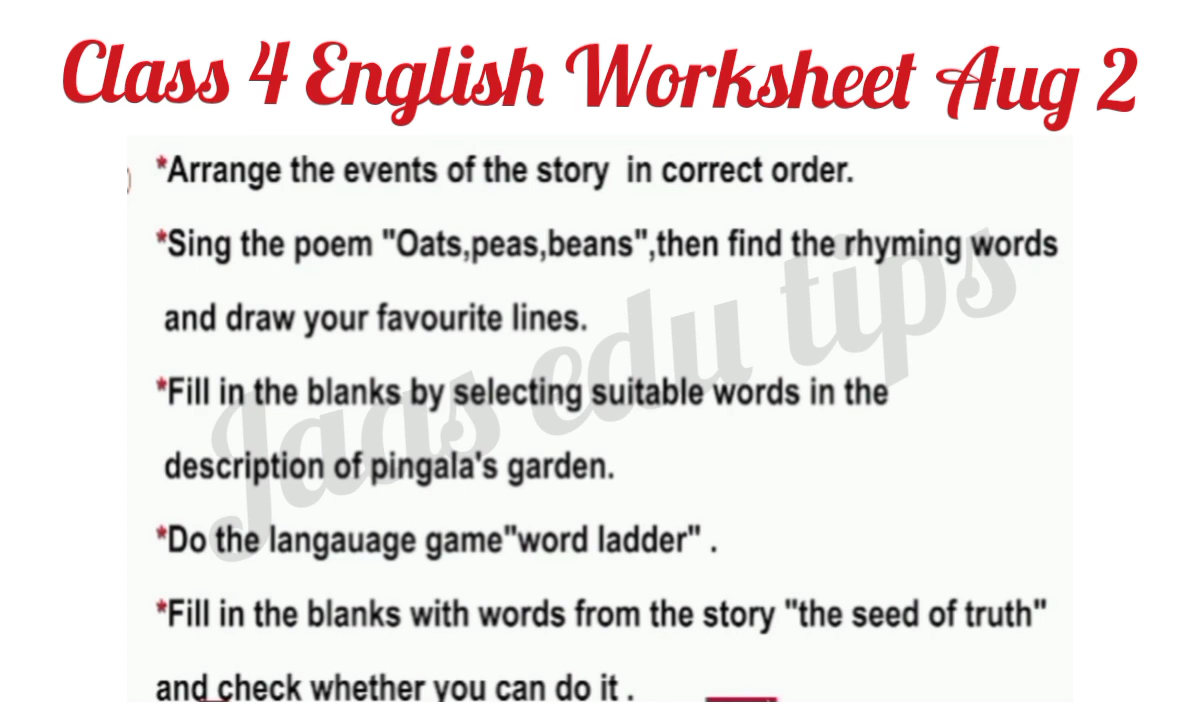 Class 4 English Worksheet Aug 2
*Arrange the events of the story in correct order.
*Sing the poem "Oats,peas,beans",then find the rhyming words
and draw your favourite lines.
*Fill in the blanks by selecting suitable words in the
description of pingala's garden.
*Do the langauage game"word ladder" .
*Fill in the blanks with words from the story "the seed of truth"
and check whether you can do it .
Jaas edu tips